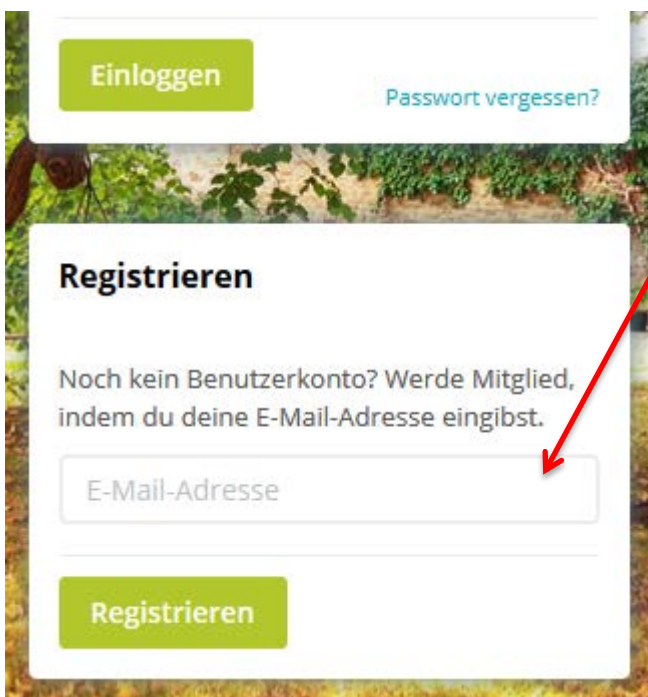 Einloggen
Passwort vergessen?
Registrieren
Noch kein Benutzerkonto? Werde Mitglied,
indem du deine E-Mail-Adresse eingibst.
E-Mail-Adresse
Registrieren